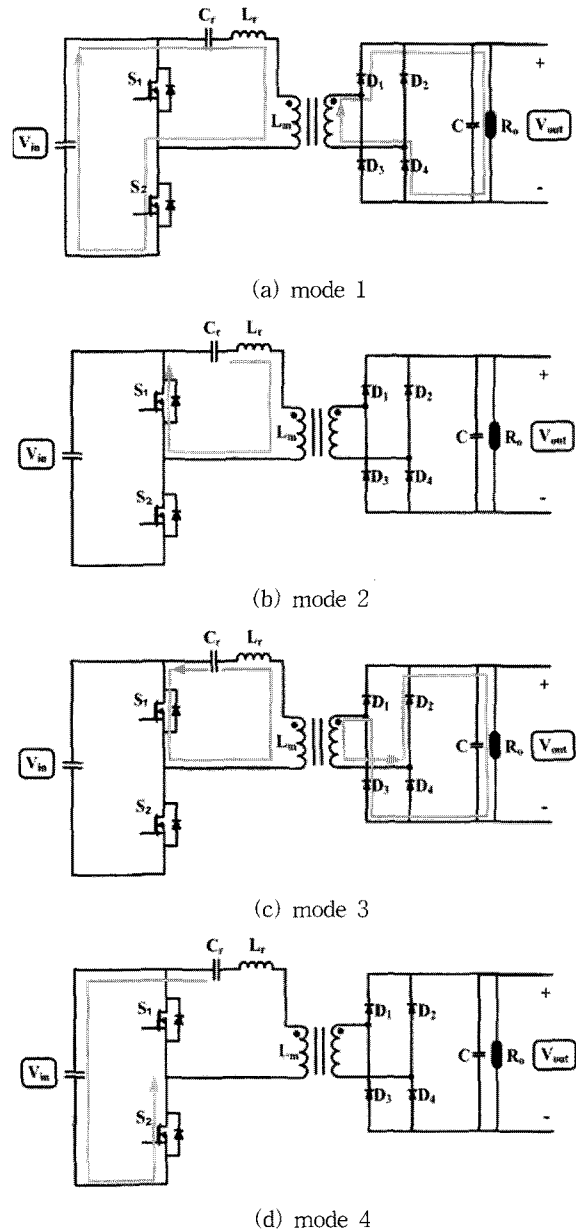 Cr Lr
S1
Lm
Vin
S2
D1 D2
D3 D4
C Ro Vout
+
-
(a) mode 1
Cr Lr
S1
Lm
Vin
S2
D1 D2
D3 D4
C Ro Vout
+
-
(b) mode 2
Cr Lr
S1
Lm
Vin
S2
D1 D2
D3 D4
C Ro Vout
+
-
(c) mode 3
Cr Lr
S1
Lm
Vin
S2
D1 D2
D3 D4
C Ro Vout
+
-
(d) mode 4